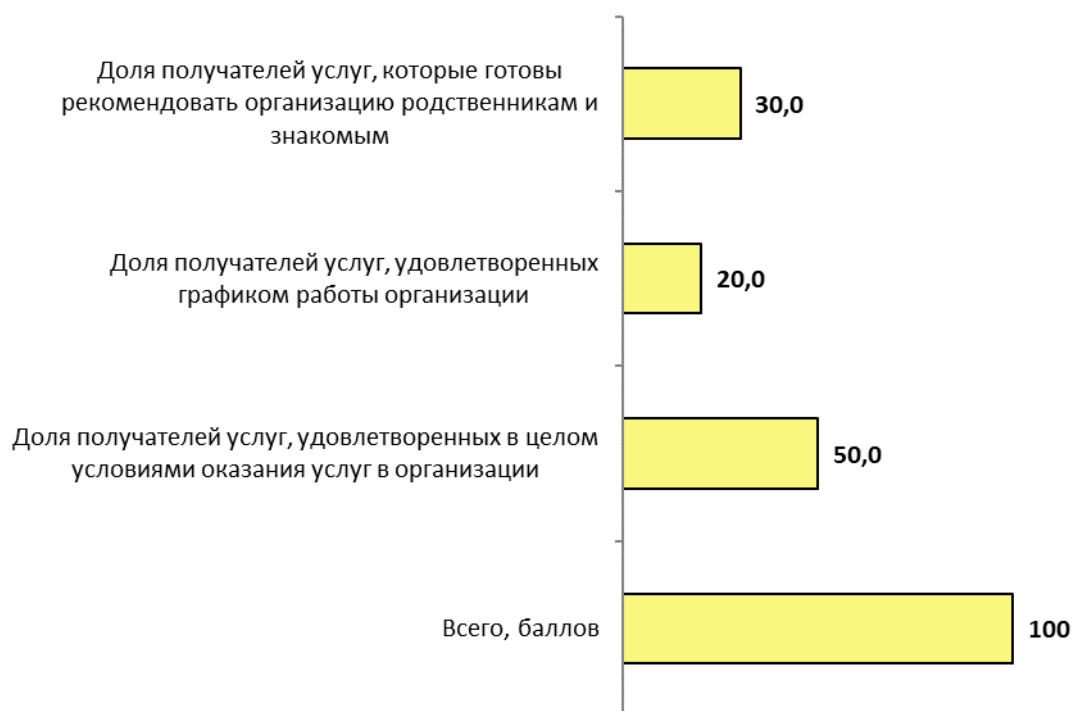 Доля получателей услуг, которые готовы
рекомендовать организацию родственникам и
знакомым
30,0
Доля получателей услуг, удовлетворенных
графиком работы организации
20,0
Доля получателей услуг, удовлетворенных в целом
условиями оказания услуг в организации
50,0
Всего, баллов
100